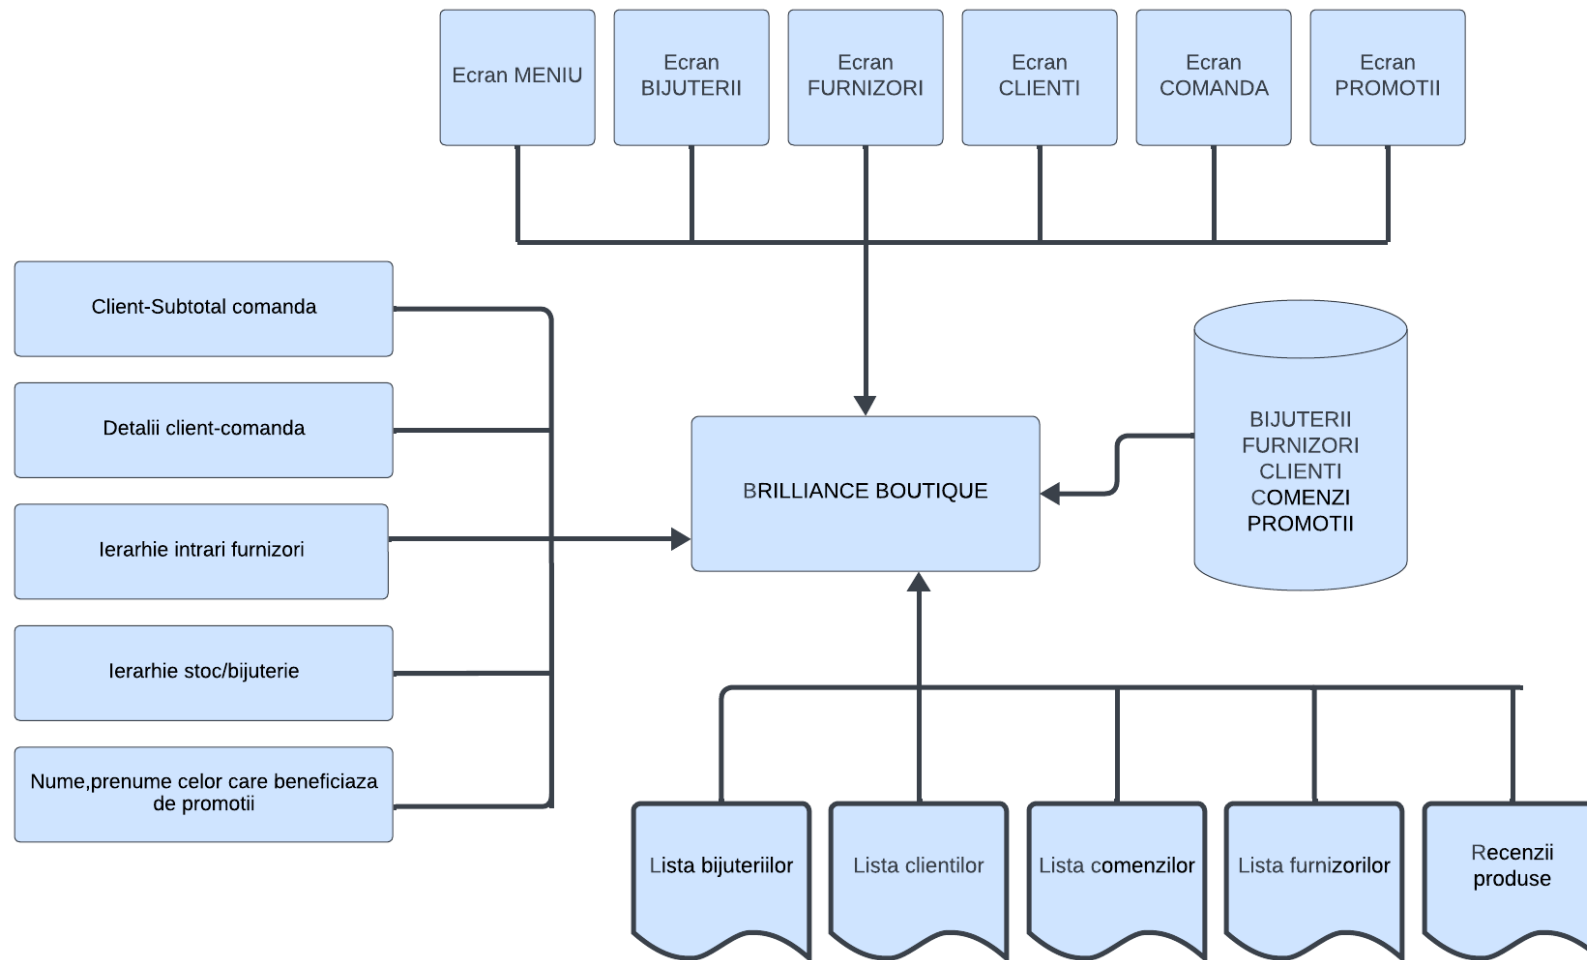 Ecran MENIU
Ecran
BIJUTERII
Ecran
FURNIZORI
Ecran
CLIENTI
Ecran
COMANDA
Ecran
PROMOTII
Client-Subtotal comanda
Detalii client-comanda
Ierarhie intrari furnizori
Ierarhie stoc/bijuterie
Nume,prenume celor care beneficiaza
de promotii
BRILLIANCE BOUTIQUE
BIJUTERII
FURNIZORI
CLIENTI
COMENZI
PROMOTII
Lista bijuteriilor
Lista clientilor
Lista comenzilor
Lista furnizorilor
Recenzii
produse